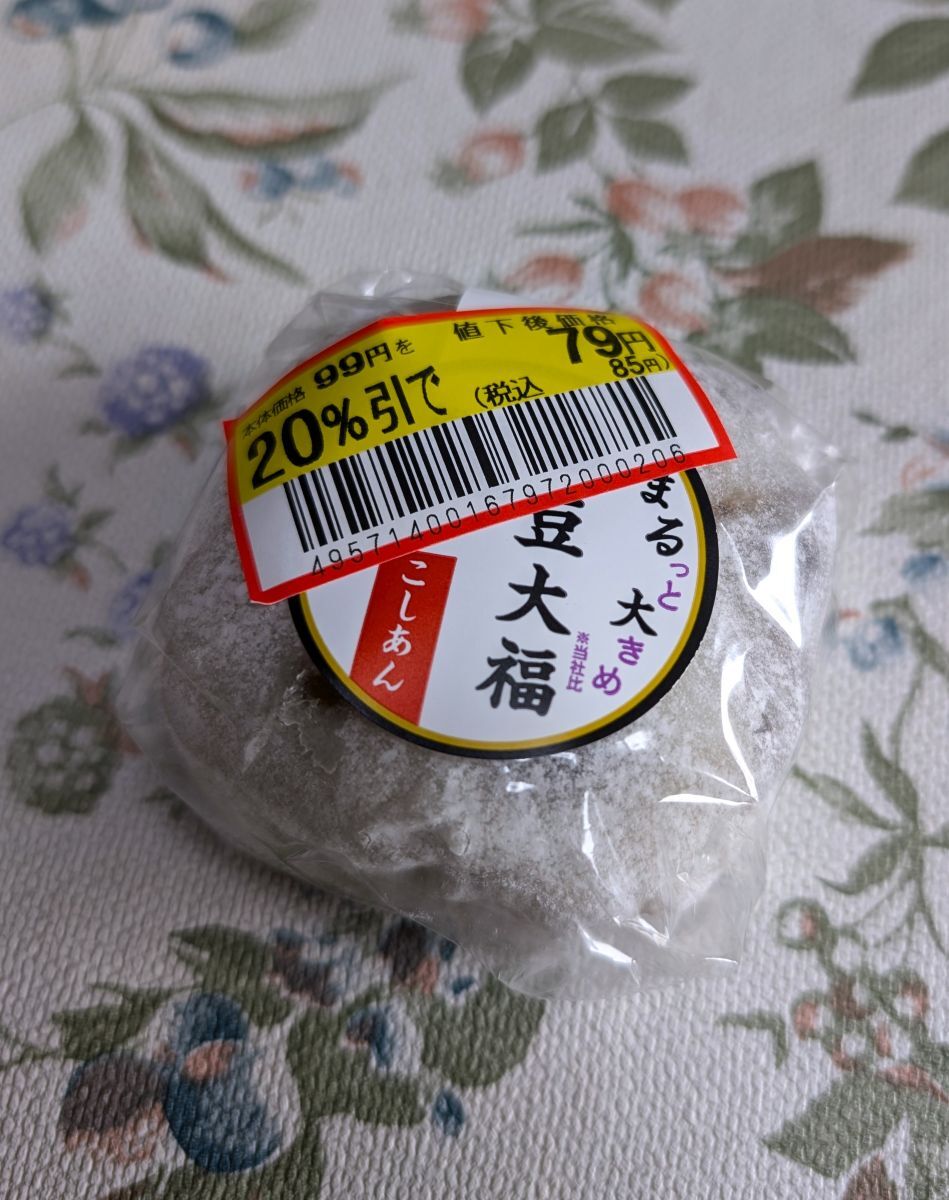 本体価格 99円を
20%引で
値下後価格
79円
(税込 85円)
49571400167972000206
まるっと
大きめ
※当社比
豆大福
こしあん